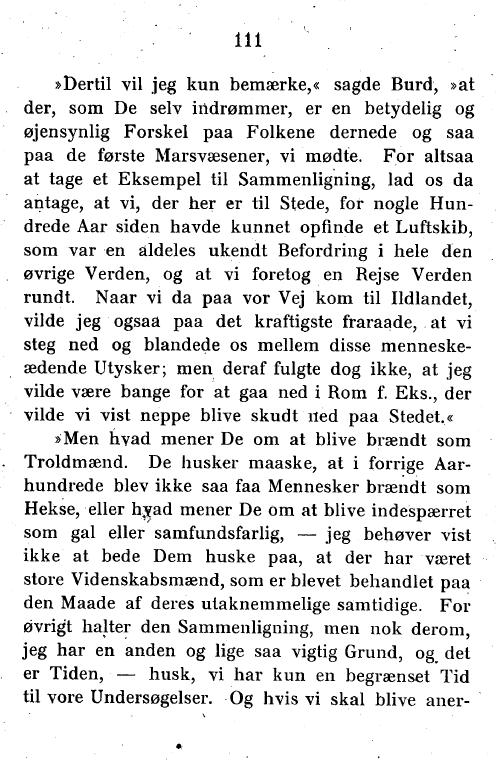 111
»Dertil vil jeg kun bemærke,« sagde Burd, »at
der, som De selv indrømmer, er en betydelig og
øjensynlig Forskel paa Folkene dernede og saa
paa de første Marsvæsener, vi mødte. For altsaa
at tage et Eksempel til Sammenligning, lad os da
antage, at vi, der her er til Stede, for nogle Hun-
drede Aar siden havde kunnet opfinde et Luftskib,
som var en aldeles ukendt Befordring i hele den
øvrige Verden, og at vi foretog en Rejse Verden
rundt. Naar vi da paa vor Vej kom til Ildlandet,
vilde jeg ogsaa paa det kraftigste fraraade, at vi
steg ned og blandede os mellem disse menneske-
ædende Utysker; men deraf fulgte dog ikke, at jeg
vilde være bange for at gaa ned i Rom f. Eks., der
vilde vi vist neppe blive skudt ned paa Stedet.«
»Men hvad mener De om at blive brændt som
Troldmænd. De husker maaske, at i forrige Aar-
hundrede blev ikke saa faa Mennesker brændt som
Hekse, eller hvad mener De om at blive indespærret
som gal eller samfundsfarlig, — jeg behøver vist
ikke at bede Dem huske paa, at der har været
store Videnskabsmænd, som er blevet behandlet paa
den Maade af deres utaknemmelige samtidige. For
øvrigt halter den Sammenligning, men nok derom,
jeg har en anden og lige saa vigtig Grund, og det
er Tiden, — husk, vi har kun en begrænset Tid
til vore Undersøgelser. Og hvis vi skal blive aner-